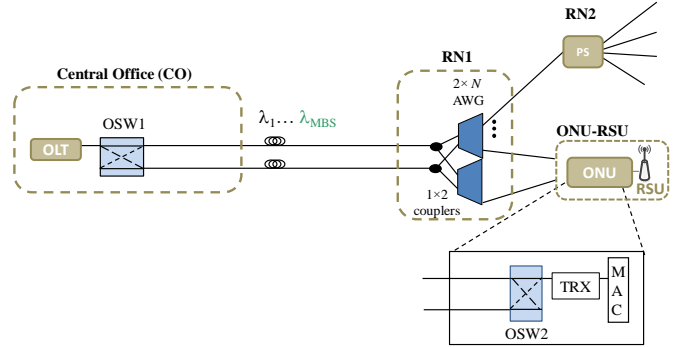 RN2
PS
RN1
Central Office (CO)
2× N
AWG
λ1… λMBS
OSW1
OLT
ONU-RSU
ONU
RSU
1×2
couplers
TRX
M
A
C
OSW2